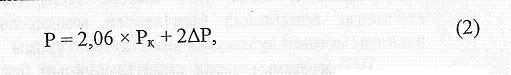 P = 2,06 × Pк + 2ΔP, (2)